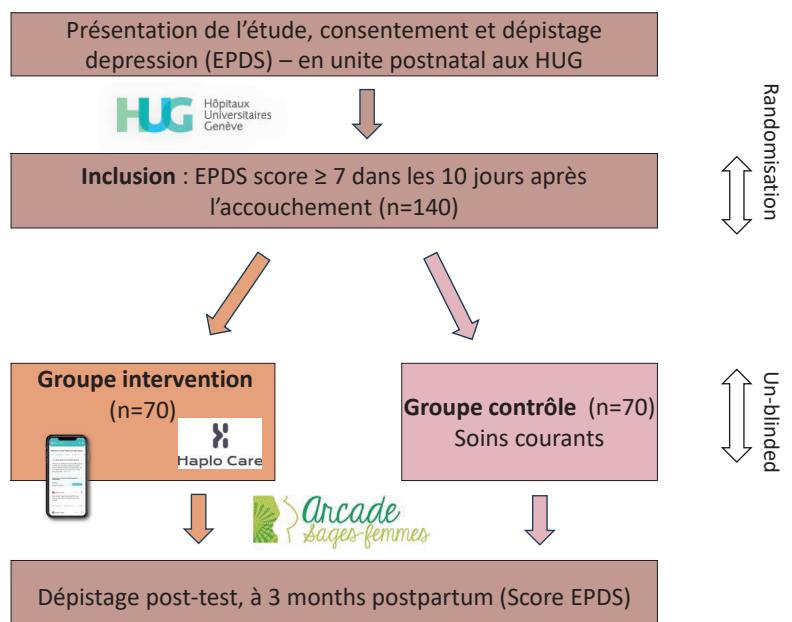 Présentation de l'étude, consentement et dépistage
depression (EPDS) – en unite postnatal aux HUG
HUG
Hôpitaux
Universitaires
Genève
Randomisation
Inclusion : EPDS score ≥ 7 dans les 10 jours après
l'accouchement (n=140)
Groupe intervention
(n=70)
Haplo Care
Groupe contrôle (n=70)
Soins courants
Un-blinded
Arcade
sages-femmes
Dépistage post-test, à 3 months postpartum (Score EPDS)